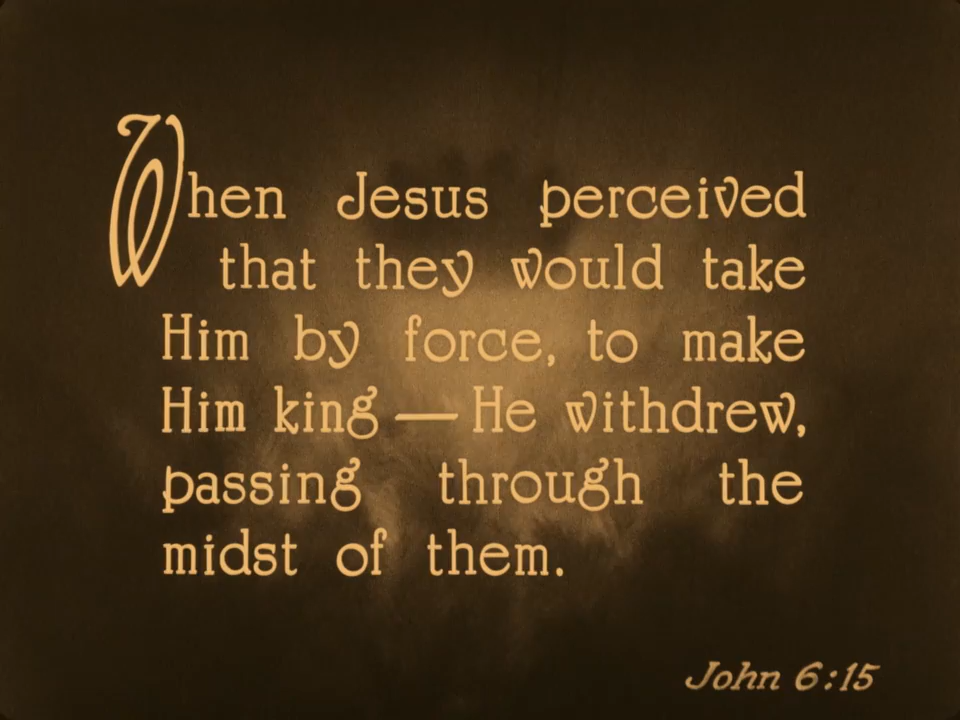 When Jesus perceived
that they would take
Him by force, to make
Him king — He withdrew,
passing through the
midst of them.
John 6:15